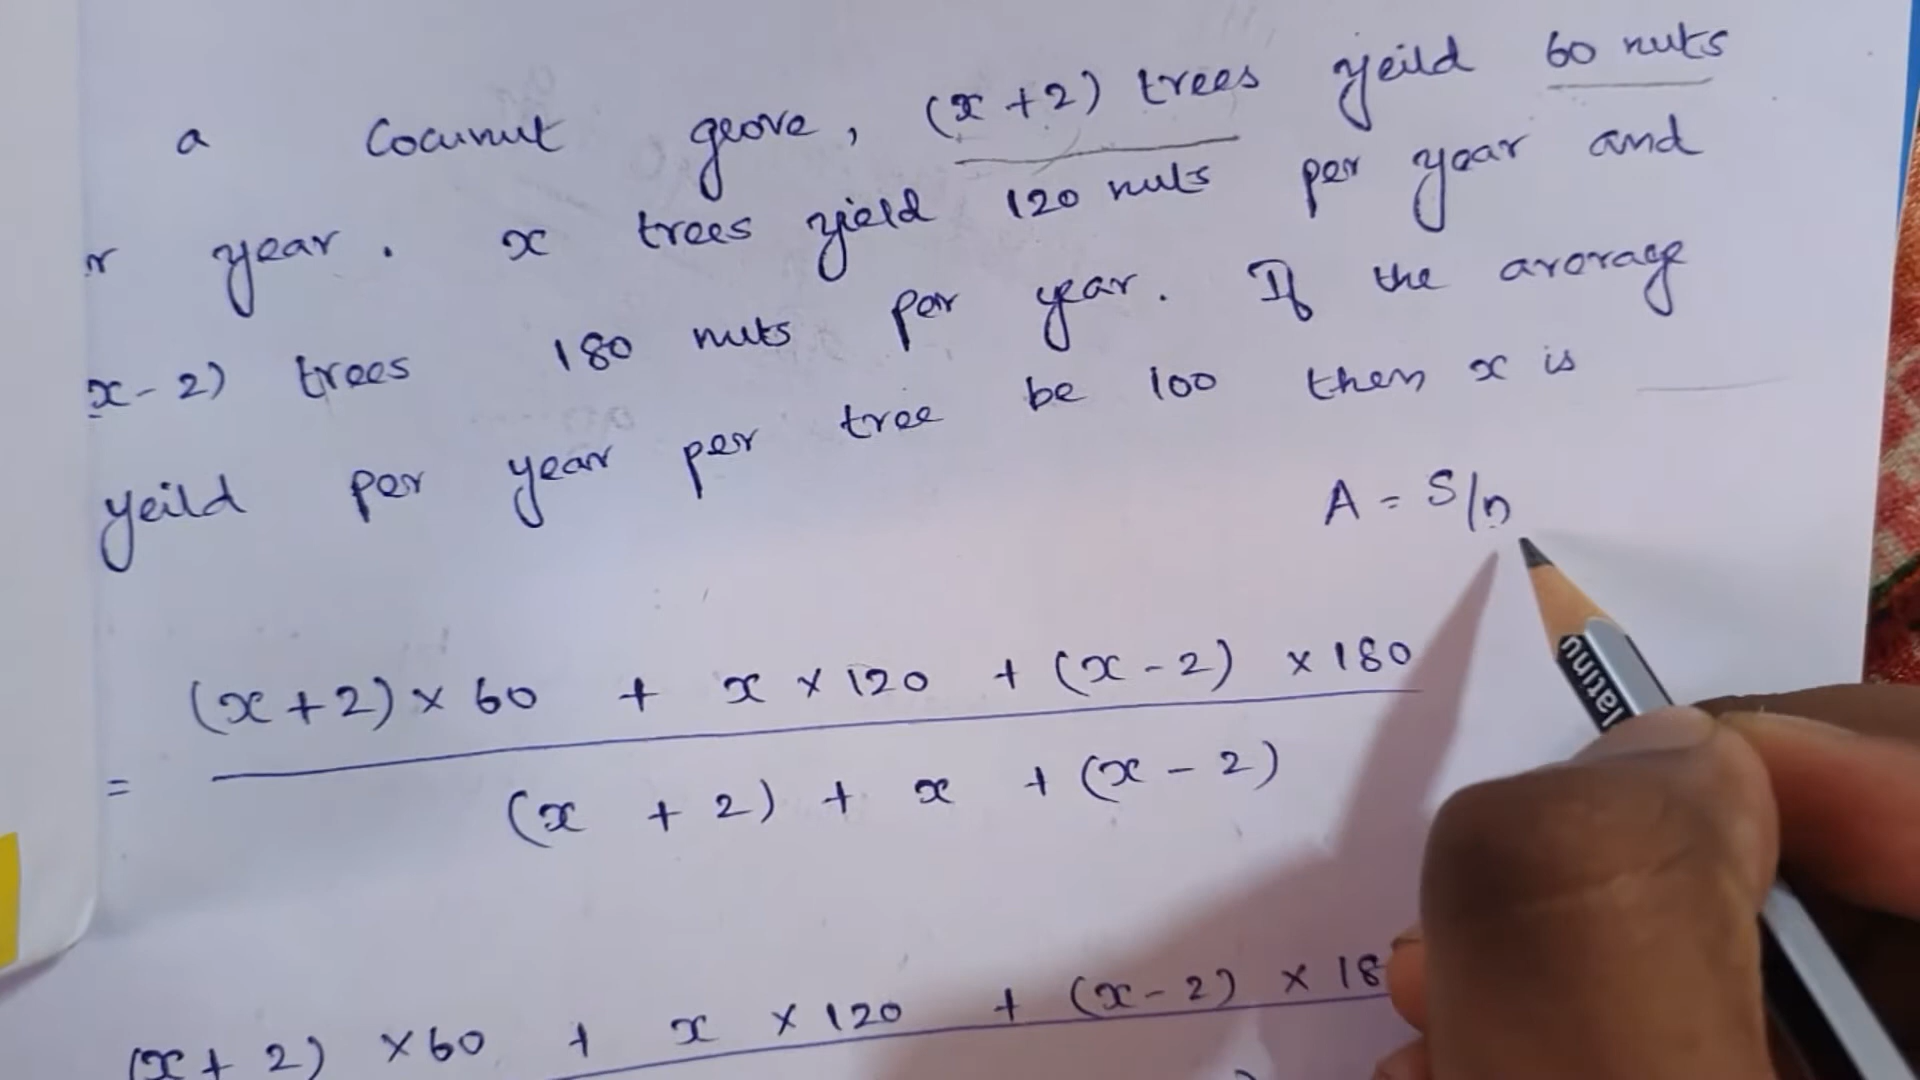 a Cocunut grove, (x+2) trees yeild 60 nuts
r year. x trees yield 120 nuts per year and
x-2) trees 180 nuts per year. If the average
yeild per year per tree be 100 then x is
A = S/n
= (x+2) × 60 + x × 120 + (x-2) × 180
(x + 2) + x + (x - 2)
(x+ 2) ×60 + x × 120 + (x-2) × 18
latinu